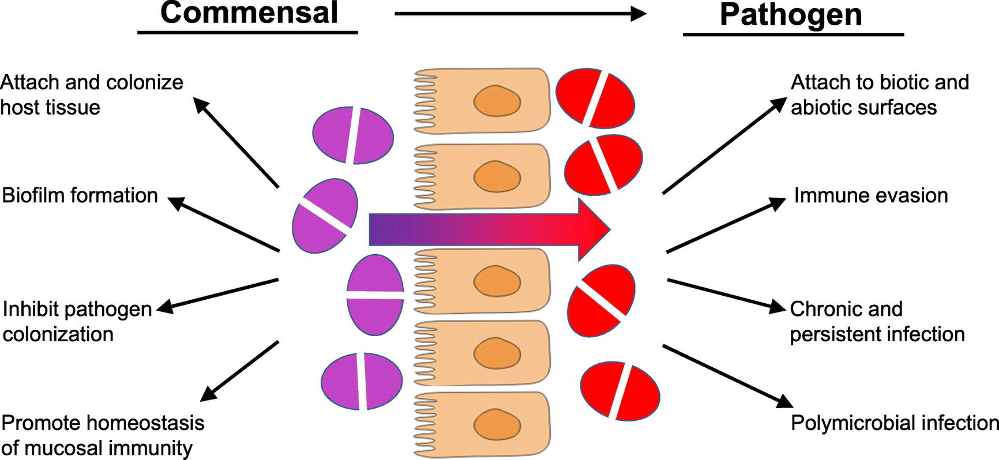 Commensal
Pathogen
Attach and colonize
host tissue
Biofilm formation
Inhibit pathogen
colonization
Promote homeostasis
of mucosal immunity
Attach to biotic and
abiotic surfaces
Immune evasion
Chronic and
persistent infection
Polymicrobial infection